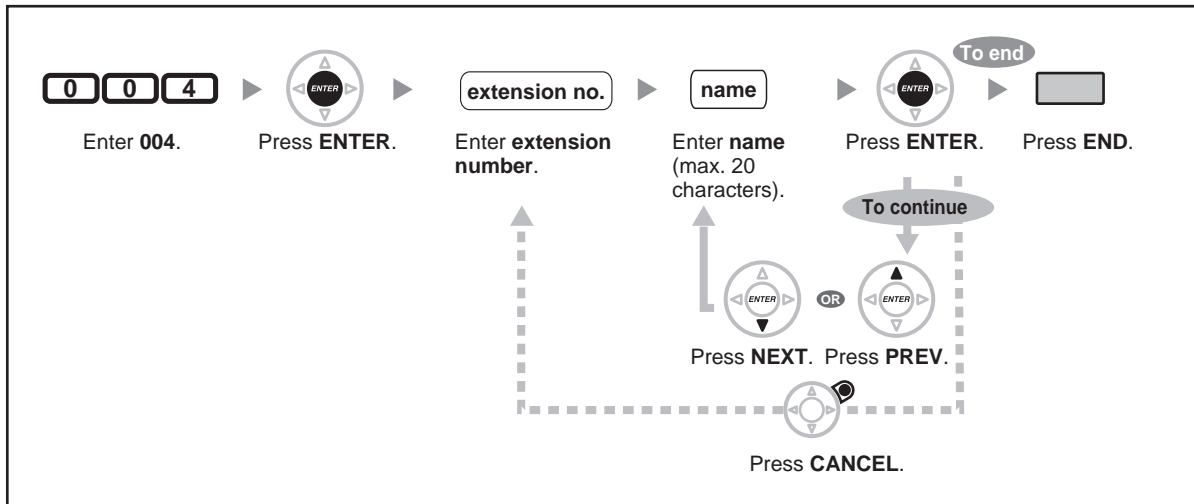 To end
0 0 4
ENTER
extension no.
name
ENTER
Enter 004.
Press ENTER.
Enter extension
number.
Enter name
(max. 20
characters).
Press ENTER.
Press END.
To continue
ENTER
OR
ENTER
Press NEXT.
Press PREV.
Press CANCEL.